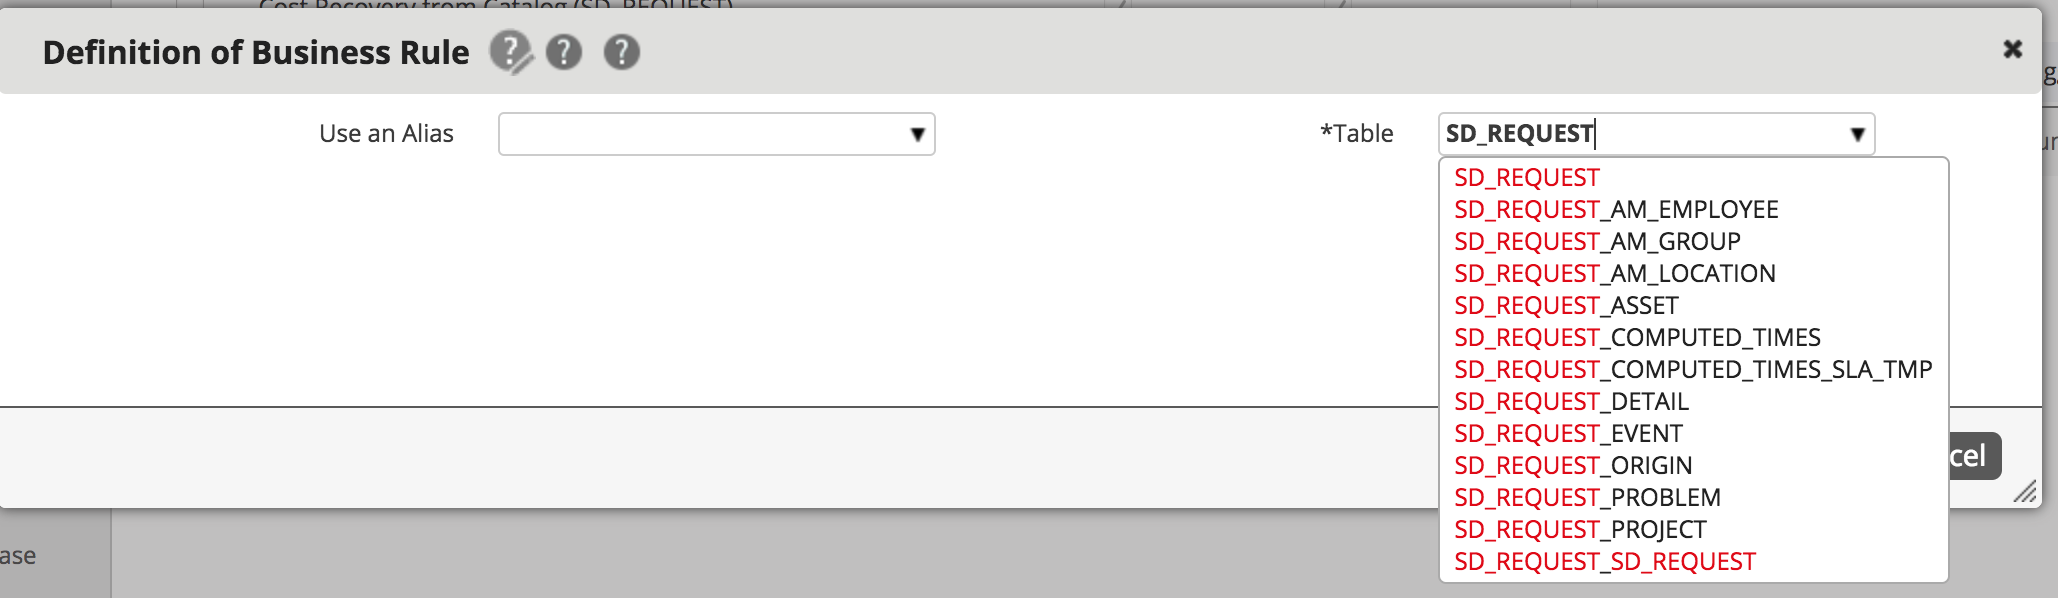 Cost Recovery from Catalog (SD_REQUEST)
Definition of Business Rule ? ? ?
Use an Alias
*Table SD_REQUEST
SD_REQUEST
SD_REQUEST_AM_EMPLOYEE
SD_REQUEST_AM_GROUP
SD_REQUEST_AM_LOCATION
SD_REQUEST_ASSET
SD_REQUEST_COMPUTED_TIMES
SD_REQUEST_COMPUTED_TIMES_SLA_TMP
SD_REQUEST_DETAIL
SD_REQUEST_EVENT
SD_REQUEST_ORIGIN
SD_REQUEST_PROBLEM
SD_REQUEST_PROJECT
SD_REQUEST_SD_REQUEST
cel
ase